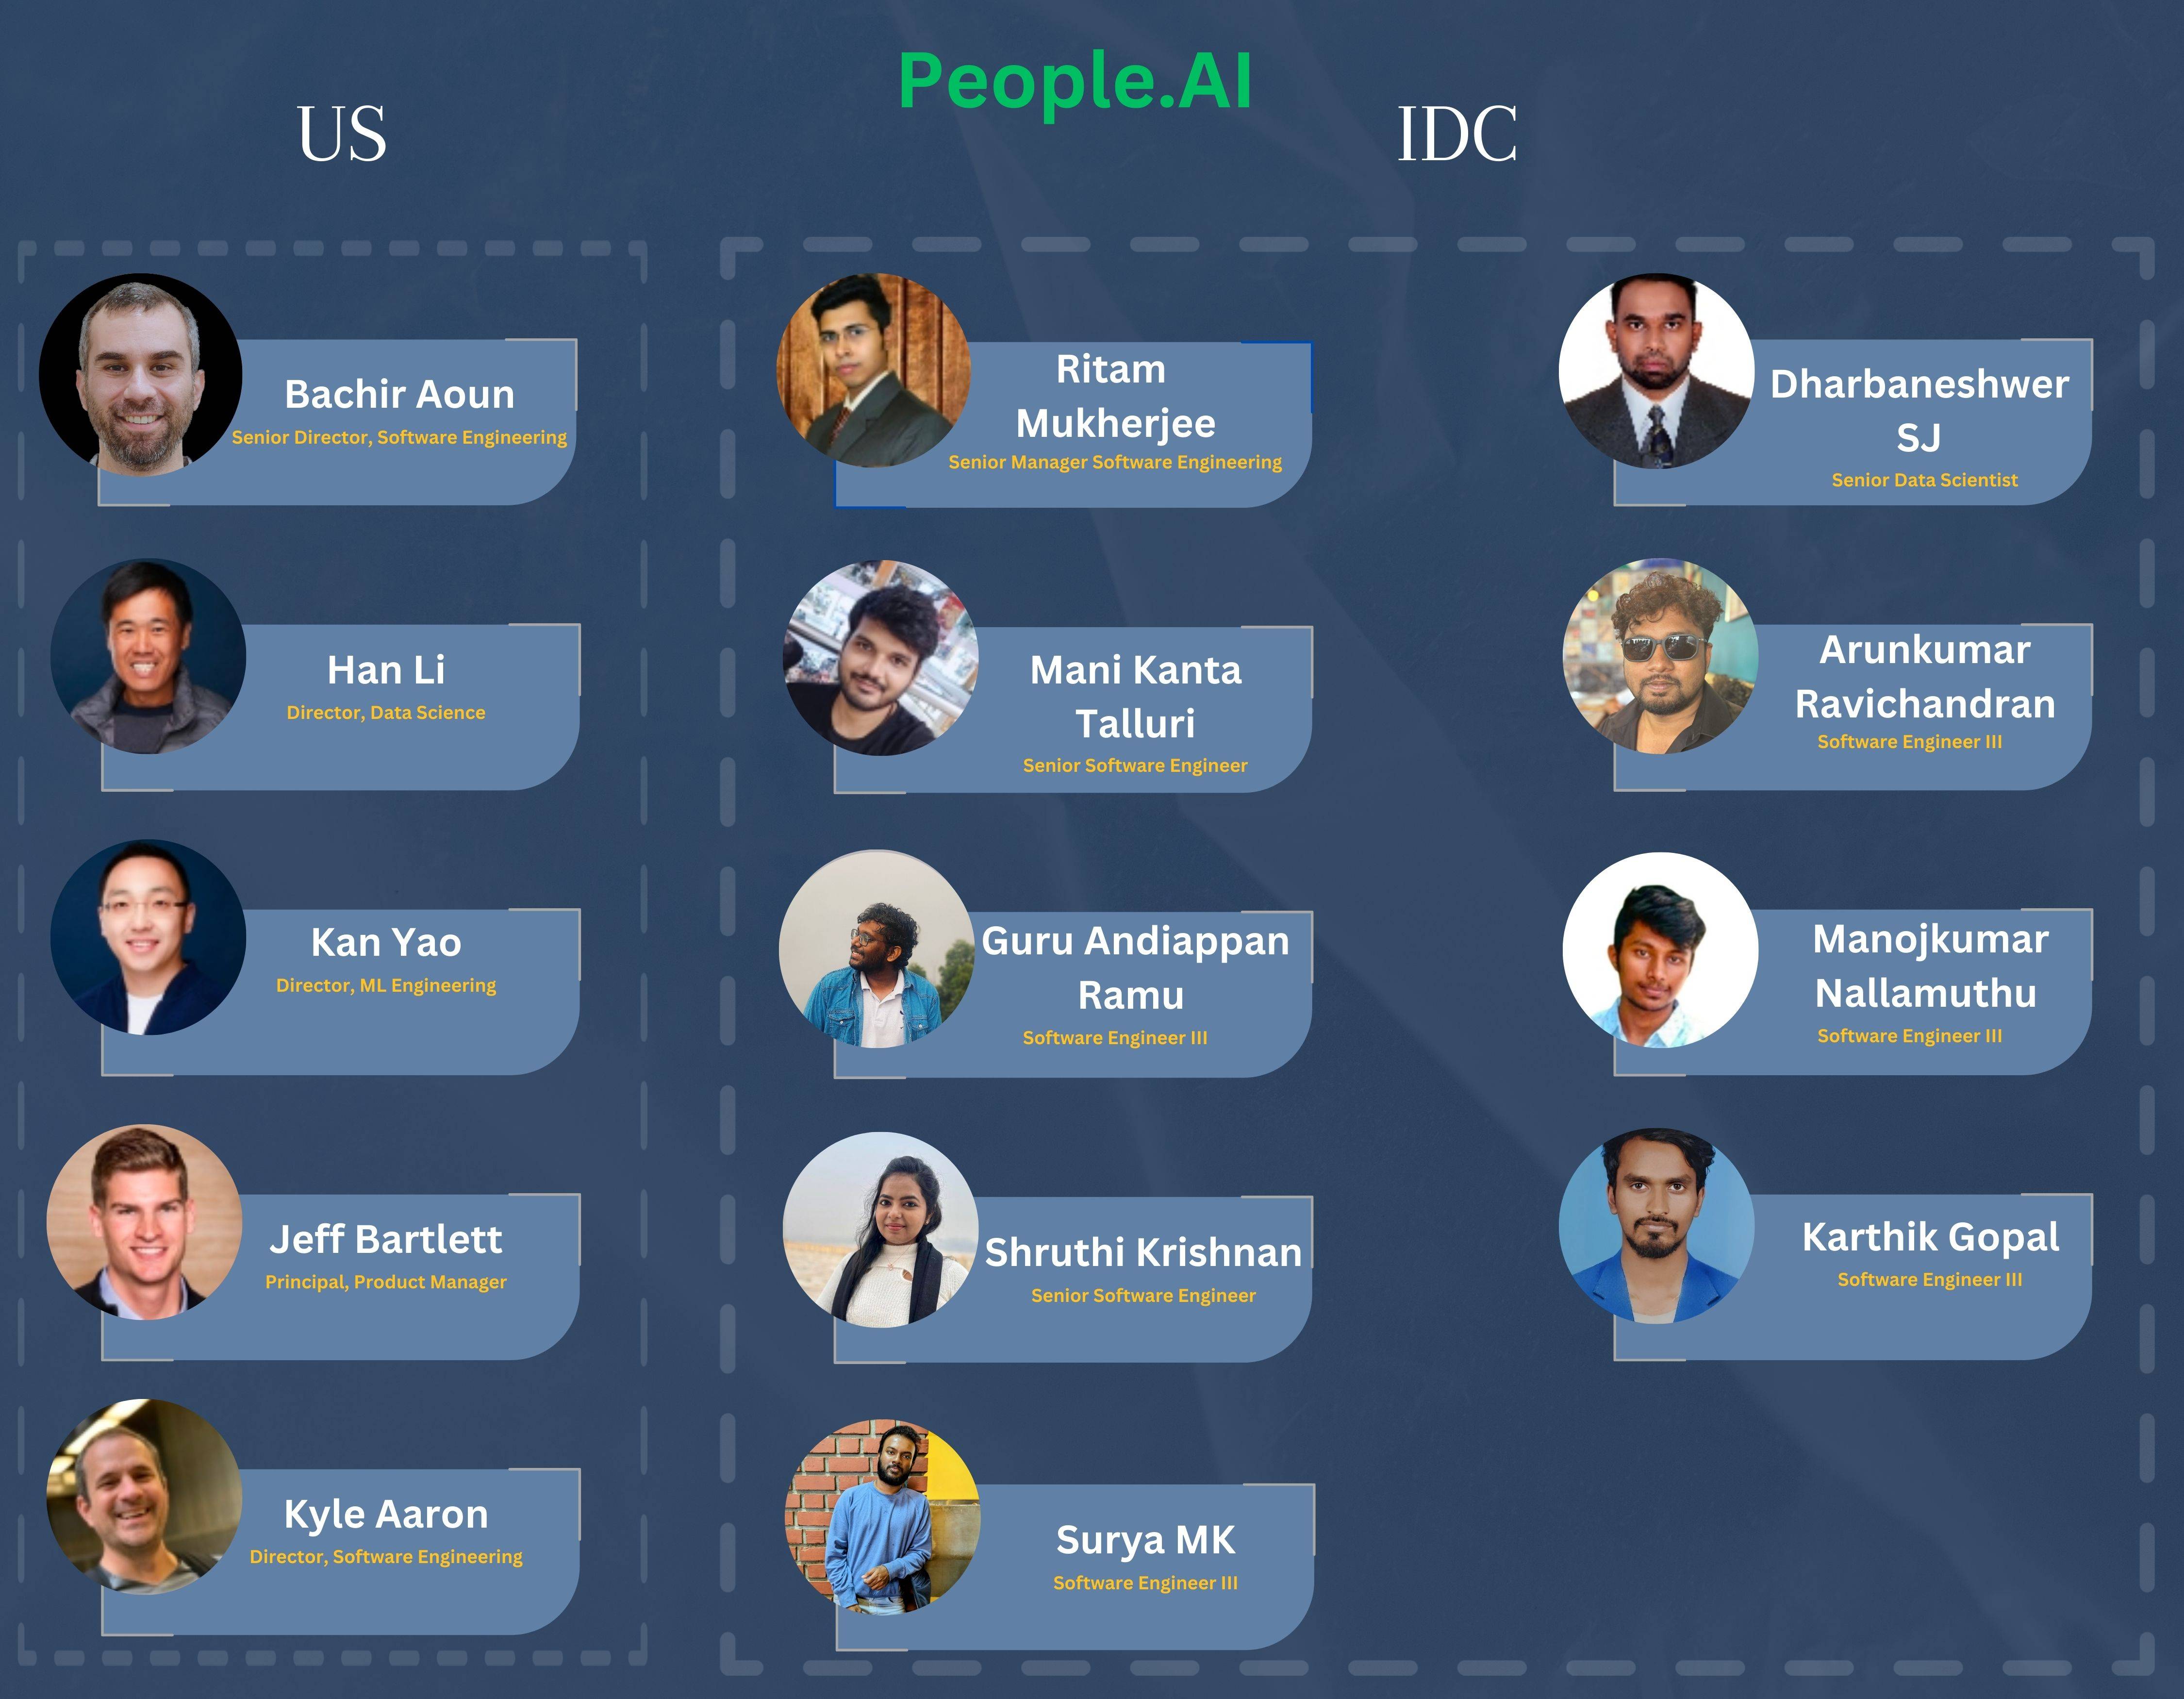 People.AI
US
IDC
Bachir Aoun
Senior Director, Software Engineering
Han Li
Director, Data Science
Kan Yao
Director, ML Engineering
Jeff Bartlett
Principal, Product Manager
Kyle Aaron
Director, Software Engineering
Ritam
Mukherjee
Senior Manager Software Engineering
Mani Kanta
Talluri
Senior Software Engineer
Guru Andiappan
Ramu
Software Engineer III
Shruthi Krishnan
Senior Software Engineer
Surya MK
Software Engineer III
Dharbaneshwer
SJ
Senior Data Scientist
Arunkumar
Ravichandran
Software Engineer III
Manojkumar
Nallamuthu
Software Engineer III
Karthik Gopal
Software Engineer III